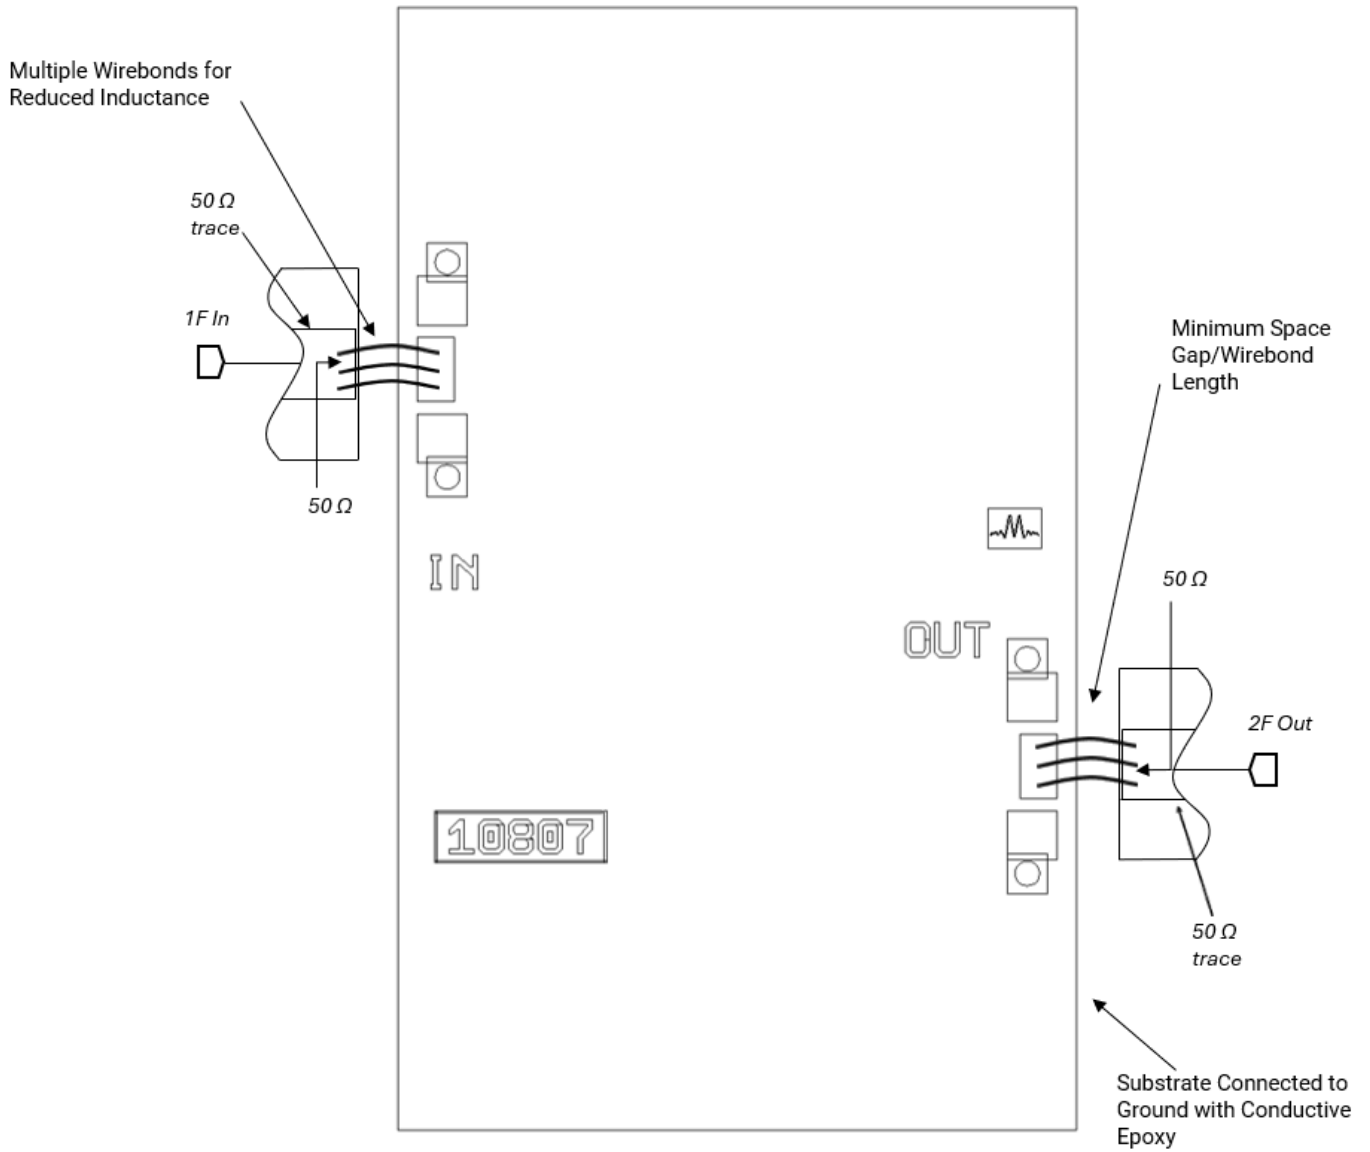 Multiple Wirebonds for
Reduced Inductance
50 Ω
trace
1F In
50 Ω
IN
Minimum Space
Gap/Wirebond
Length
50 Ω
OUT
2F Out
10807
50 Ω
trace
Substrate Connected to
Ground with Conductive
Epoxy